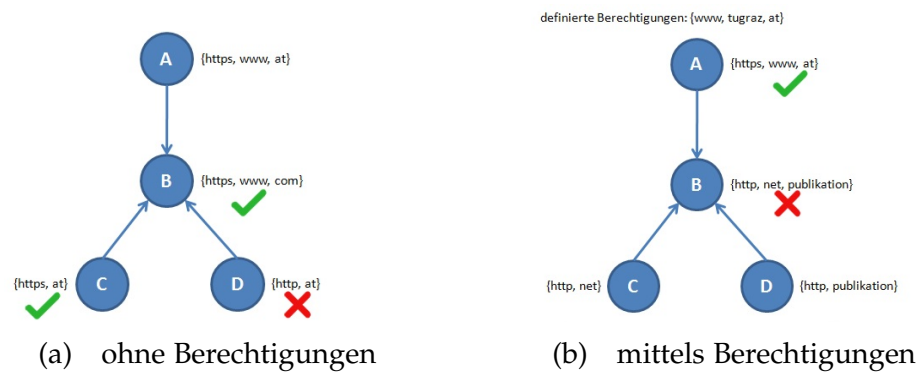 A
{https, www, at}
B
{https, www, com}
{https, at}
C
D
{http, at}
(a) ohne Berechtigungen
definierte Berechtigungen: {www, tugraz, at}
A
{https, www, at}
B
{http, net, publikation}
{http, net}
C
D
{http, publikation}
(b) mittels Berechtigungen